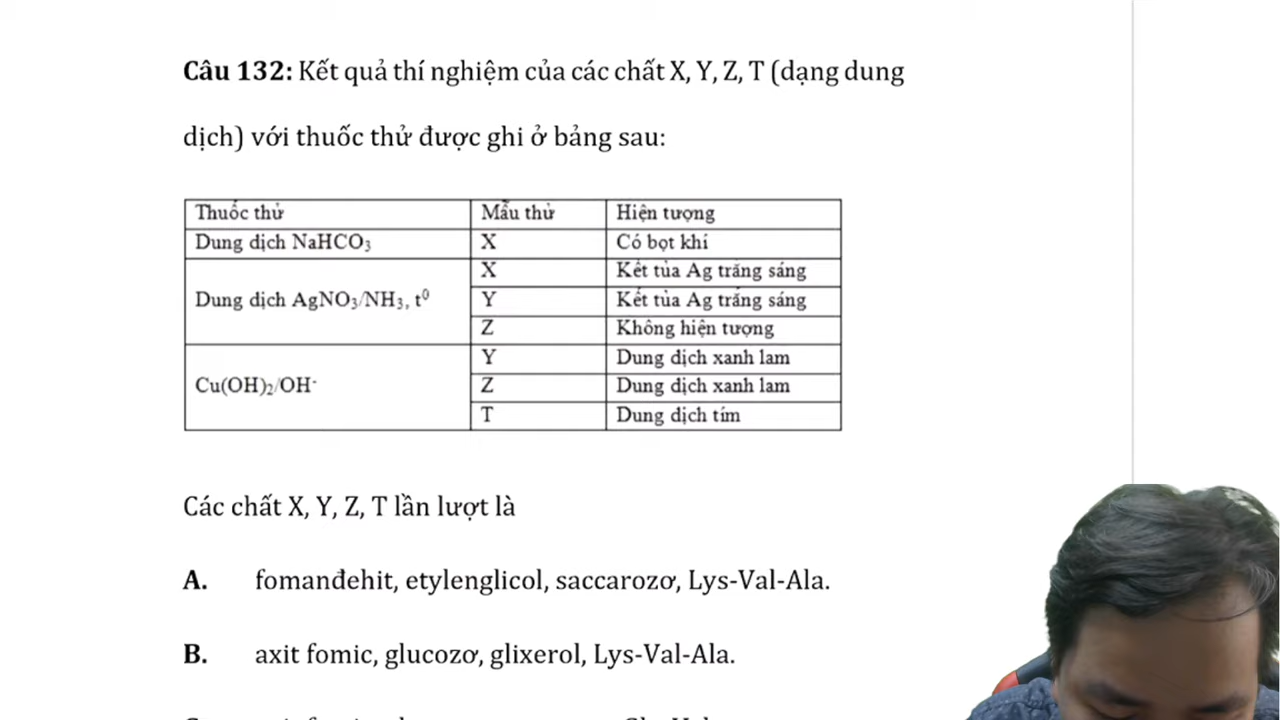 Câu 132: Kết quả thí nghiệm của các chất X, Y, Z, T (dạng dung
dịch) với thuốc thử được ghi ở bảng sau:
Thuốc thử Mẫu thử Hiện tượng
Dung dịch NaHCO₃ X Có bọt khí
X Kết tủa Ag trắng sáng
Dung dịch AgNO₃/NH₃, t⁰ Y Kết tủa Ag trắng sáng
Z Không hiện tượng
Y Dung dịch xanh lam
Cu(OH)₂/OH⁻ Z Dung dịch xanh lam
T Dung dịch tím
Các chất X, Y, Z, T lần lượt là
A. fomanđehit, etylenglicol, saccarozơ, Lys-Val-Ala.
B. axit fomic, glucozơ, glixerol, Lys-Val-Ala.